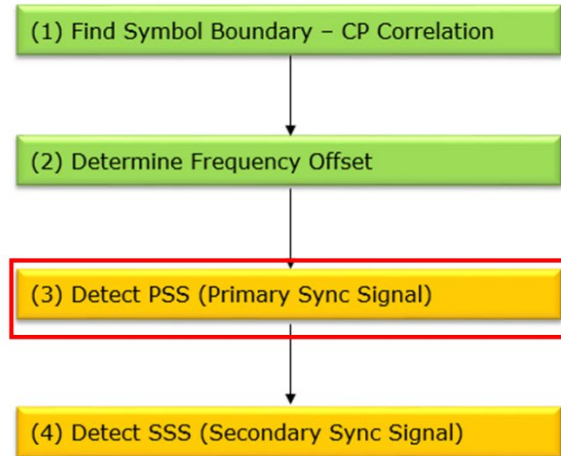 (1) Find Symbol Boundary – CP Correlation
(2) Determine Frequency Offset
(3) Detect PSS (Primary Sync Signal)
(4) Detect SSS (Secondary Sync Signal)